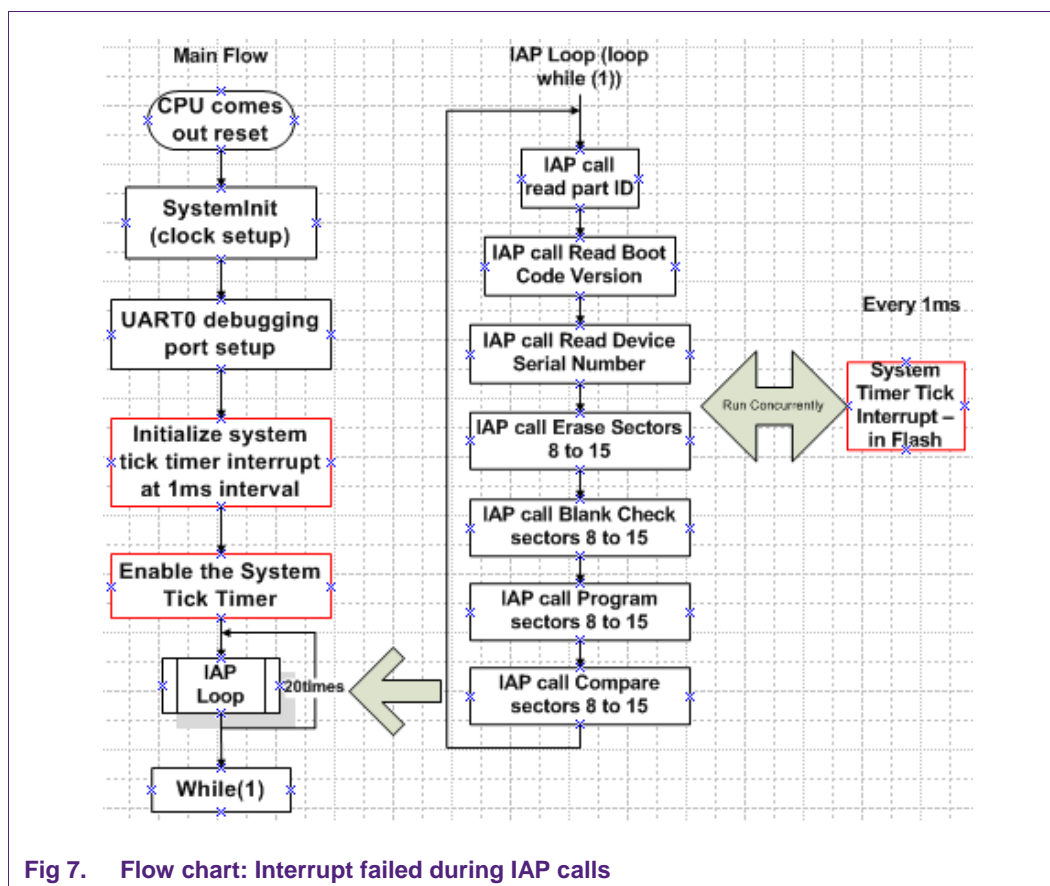 Main Flow
CPU comes
out reset
SystemInit
(clock setup)
UART0 debugging
port setup
Initialize system
tick timer interrupt
at 1ms interval
Enable the System
Tick Timer
IAP
Loop
20times
While(1)
IAP Loop (loop
while (1))
IAP call
read part ID
IAP call Read Boot
Code Version
IAP call Read Device
Serial Number
IAP call Erase Sectors
8 to 15
IAP call Blank Check
sectors 8 to 15
IAP call Program
sectors 8 to 15
IAP call Compare
sectors 8 to 15
Run Concurrently
Every 1ms
System
Timer Tick
Interrupt –
in Flash
Fig 7. Flow chart: Interrupt failed during IAP calls